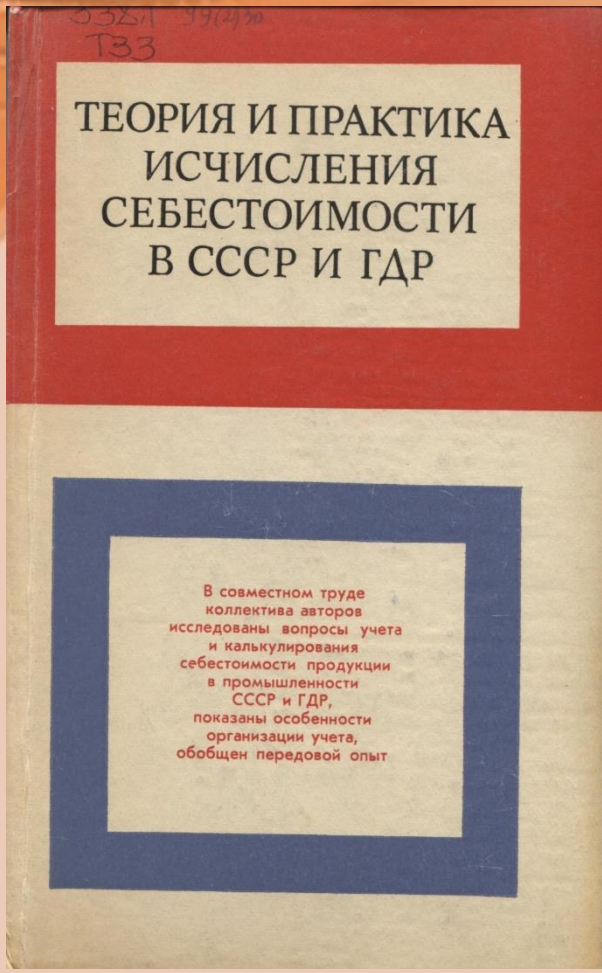 Т33
ТЕОРИЯ И ПРАКТИКА
ИСЧИСЛЕНИЯ
СЕБЕСТОИМОСТИ
В СССР И ГДР
В совместном труде
коллектива авторов
исследованы вопросы учета
и калькулирования
себестоимости продукции
в промышленности
СССР и ГДР,
показаны особенности
организации учета,
обобщен передовой опыт